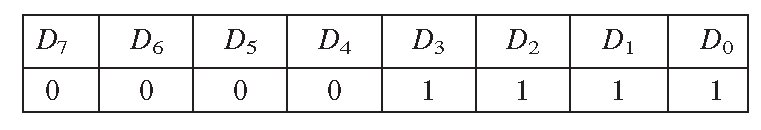 D₇ D₆ D₅ D₄ D₃ D₂ D₁ D₀
0 0 0 0 1 1 1 1